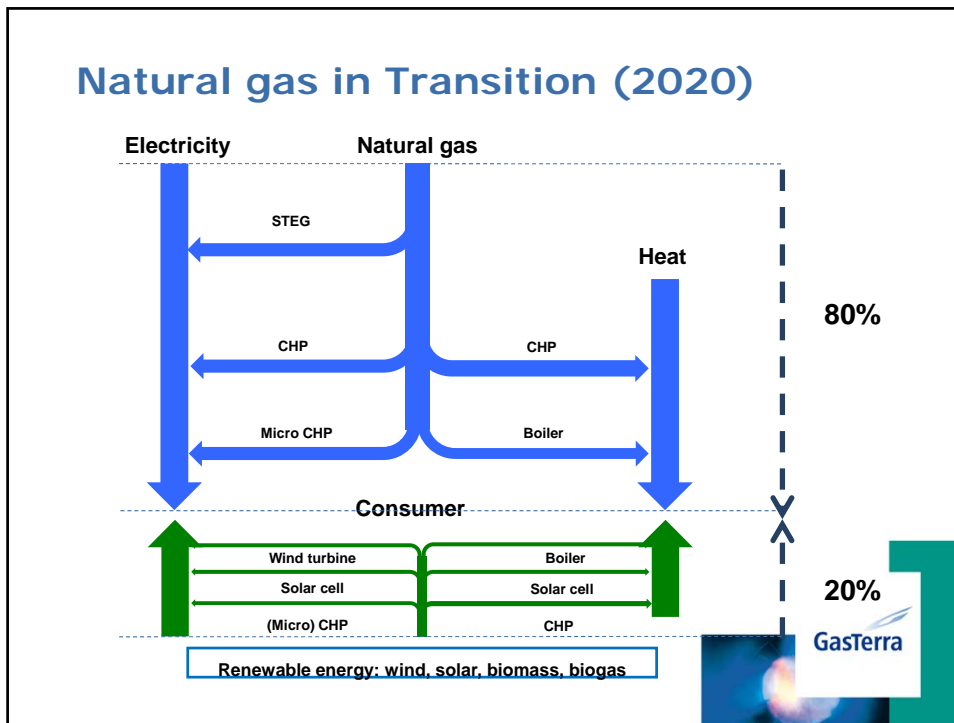 Natural gas in Transition (2020)
Electricity
Natural gas
STEG
Heat
80%
CHP
CHP
Micro CHP
Boiler
Consumer
Wind turbine
Boiler
Solar cell
Solar cell
20%
(Micro) CHP
CHP
GasTerra
Renewable energy: wind, solar, biomass, biogas